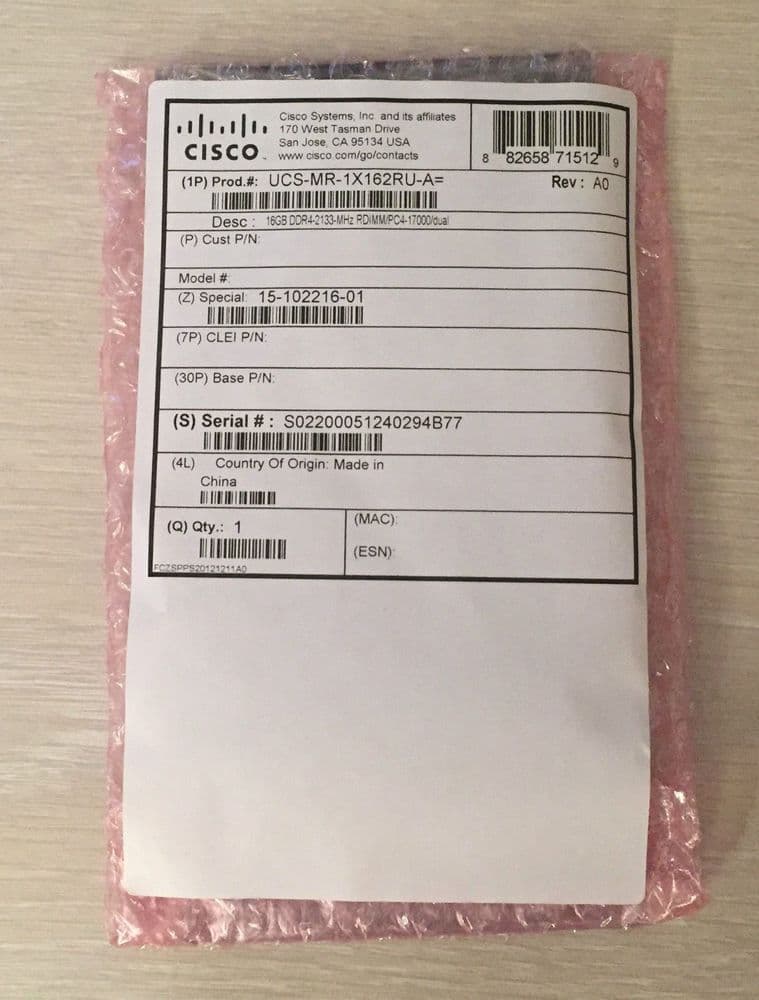 CISCO
Cisco Systems, Inc. and its affiliates
170 West Tasman Drive
San Jose, CA 95134 USA
www.cisco.com/go/contacts
8 82658 71512 9
(1P) Prod.#: UCS-MR-1X162RU-A=
Rev : A0
Desc : 16GB DDR4-2133-MHz RDIMM/PC4-17000/dual
(P) Cust P/N:
Model #:
(Z) Special: 15-102216-01
(7P) CLEI P/N:
(30P) Base P/N:
(S) Serial # : S02200051240294B77
(4L) Country Of Origin: Made in
China
(Q) Qty.: 1
(MAC):
(ESN):
FCZSPPS20121211A0